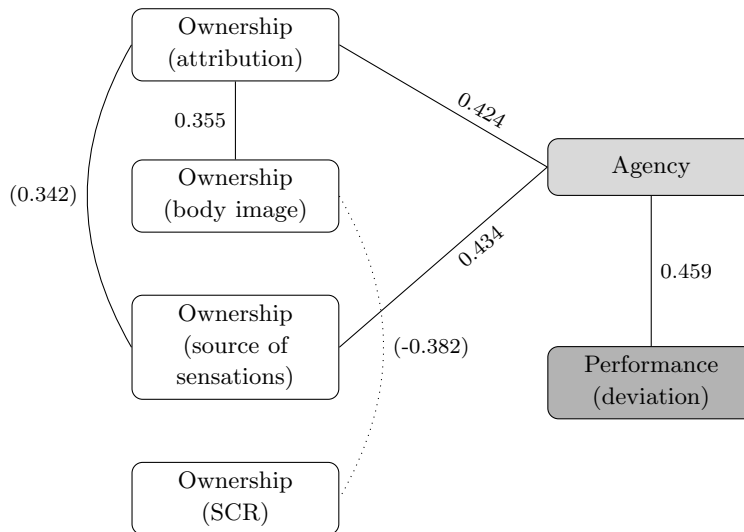 Ownership
(attribution)
0.424
0.355
Agency
Ownership
(body image)
(0.342)
0.434
0.459
Ownership
(source of
sensations)
(-0.382)
Performance
(deviation)
Ownership
(SCR)